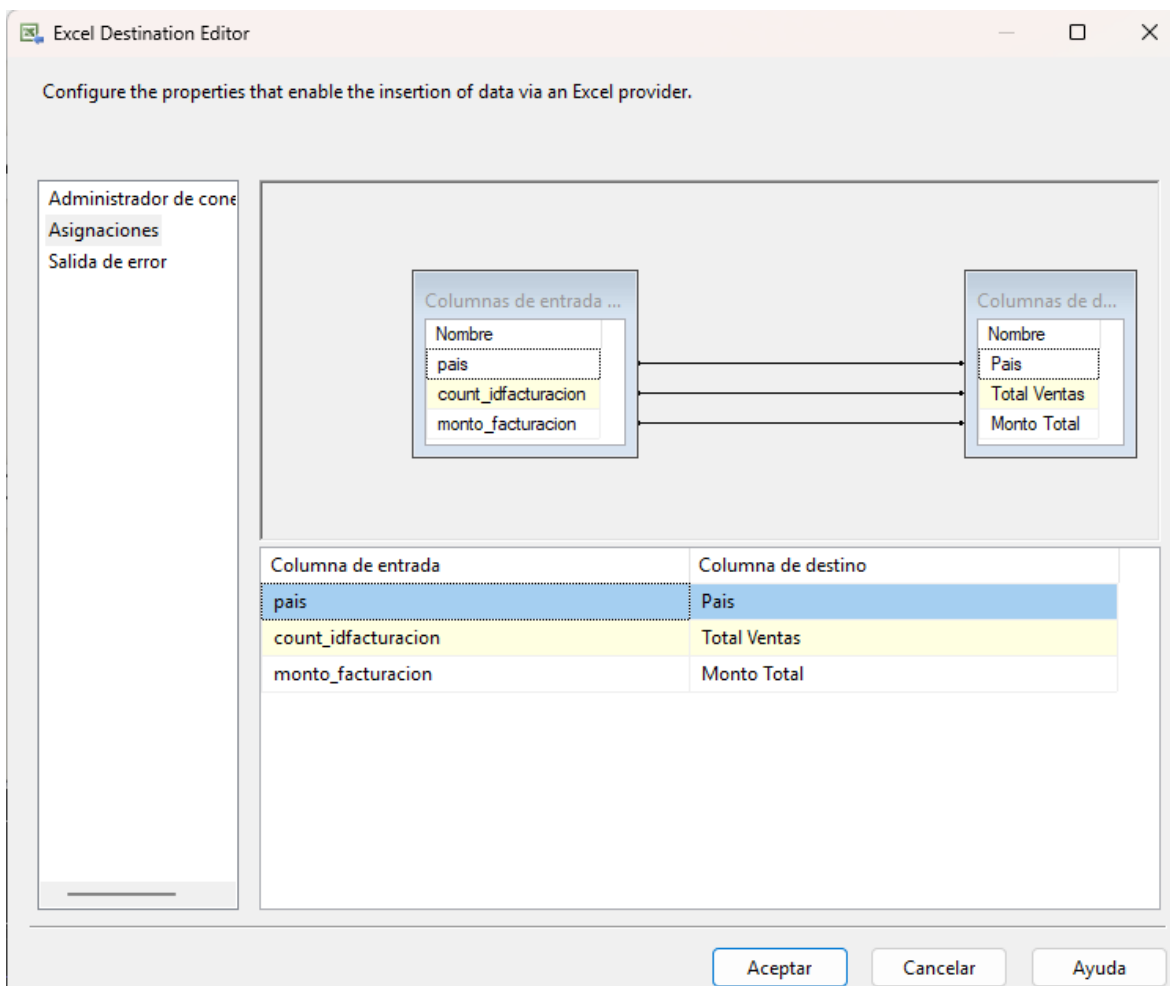 Excel Destination Editor
Configure the properties that enable the insertion of data via an Excel provider.
Administrador de cone
Asignaciones
Salida de error
Columnas de entrada ...
Nombre
pais
count_idfacturacion
monto_facturacion
Columnas de d...
Nombre
Pais
Total Ventas
Monto Total
Columna de entrada Columna de destino
pais Pais
count_idfacturacion Total Ventas
monto_facturacion Monto Total
Aceptar Cancelar Ayuda